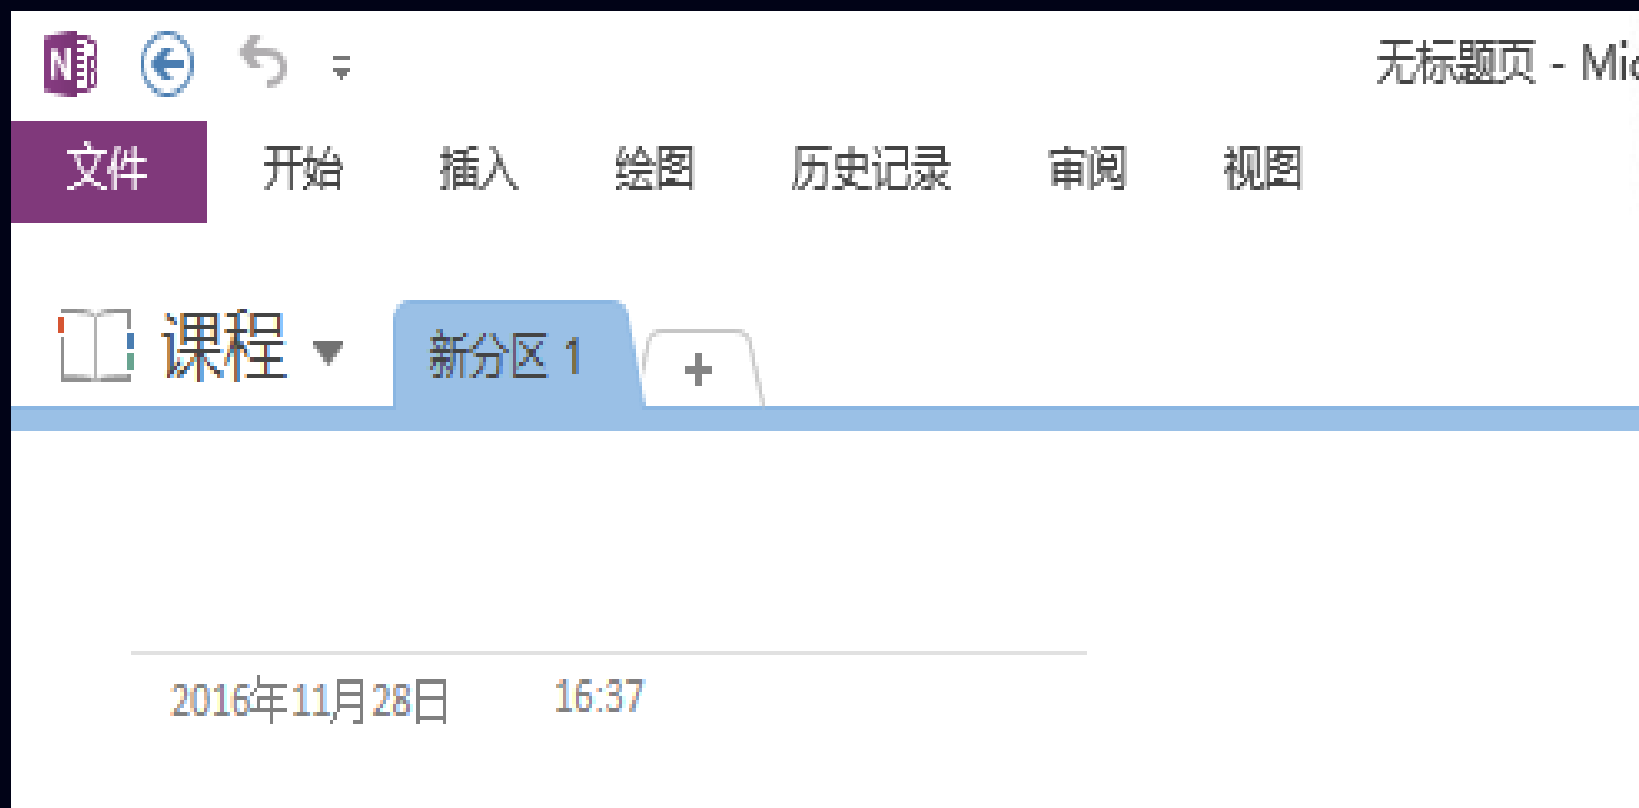 无标题页 - Mic
文件 开始 插入 绘图 历史记录 审阅 视图
课程 新分区 1 +
2016年11月28日 16:37